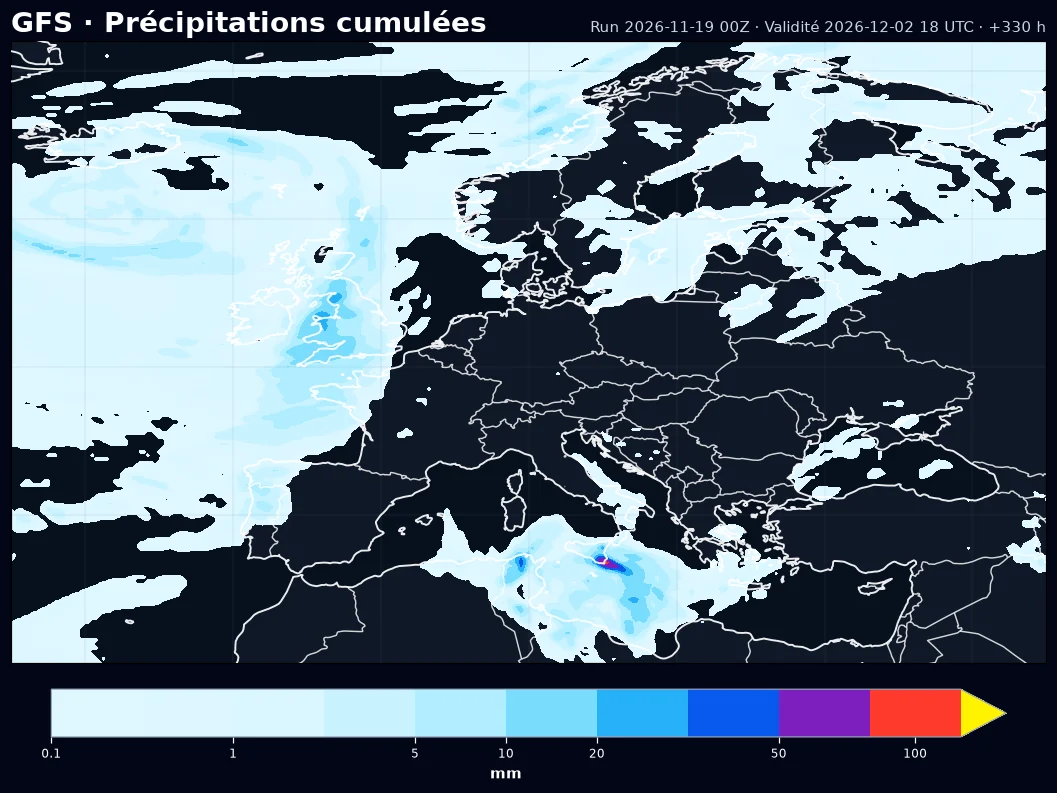 GFS · Précipitations cumulées
Run 2026-11-19 00Z · Validité 2026-12-02 18 UTC · +330 h
0.1 1 5 10 20 50 100
mm